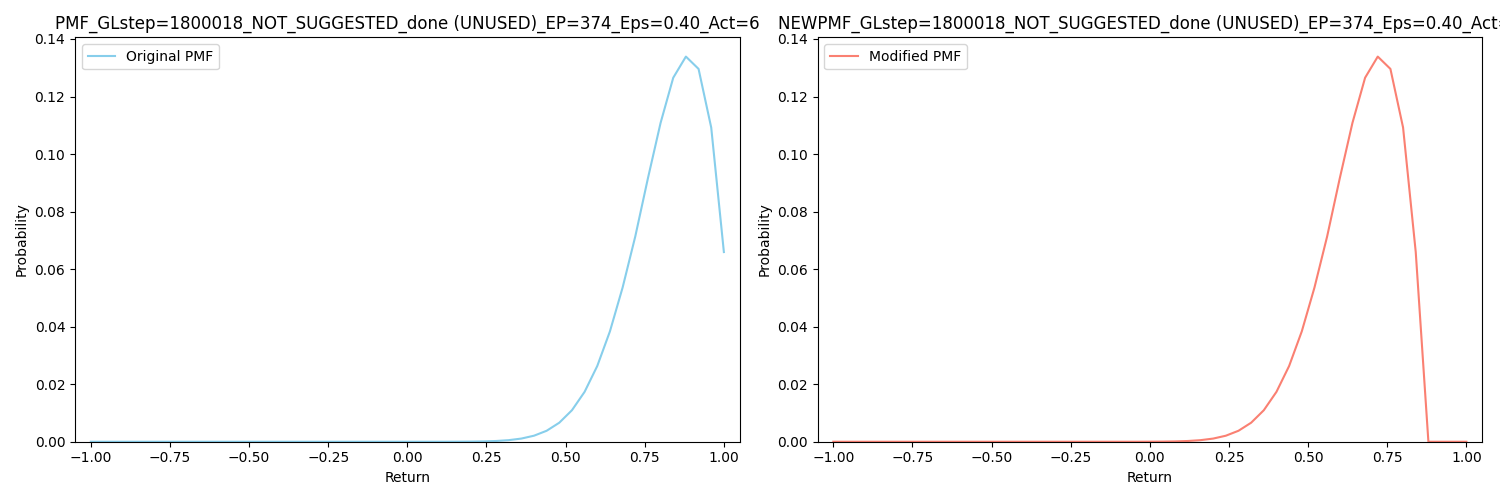 PMF_GLstep=1800018_NOT_SUGGESTED_done (UNUSED)_EP=374_Eps=0.40_Act=6
Original PMF
0.14
0.12
0.10
0.08
0.06
0.04
0.02
0.00
Probability
−1.00 −0.75 −0.50 −0.25 0.00 0.25 0.50 0.75 1.00
Return
NEWPMF_GLstep=1800018_NOT_SUGGESTED_done (UNUSED)_EP=374_Eps=0.40_Act=
Modified PMF
0.14
0.12
0.10
0.08
0.06
0.04
0.02
0.00
Probability
−1.00 −0.75 −0.50 −0.25 0.00 0.25 0.50 0.75 1.00
Return